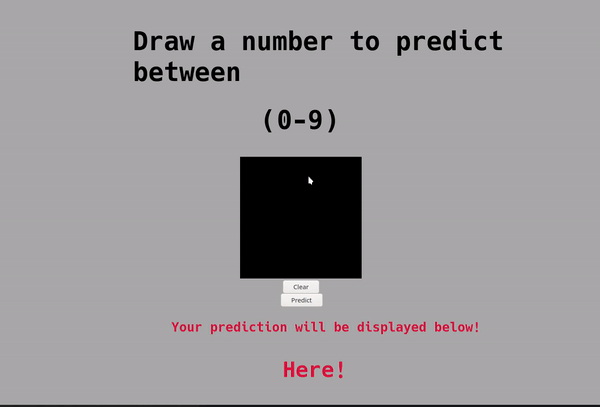 Draw a number to predict
between
(0-9)
Clear
Predict
Your prediction will be displayed below!
Here!